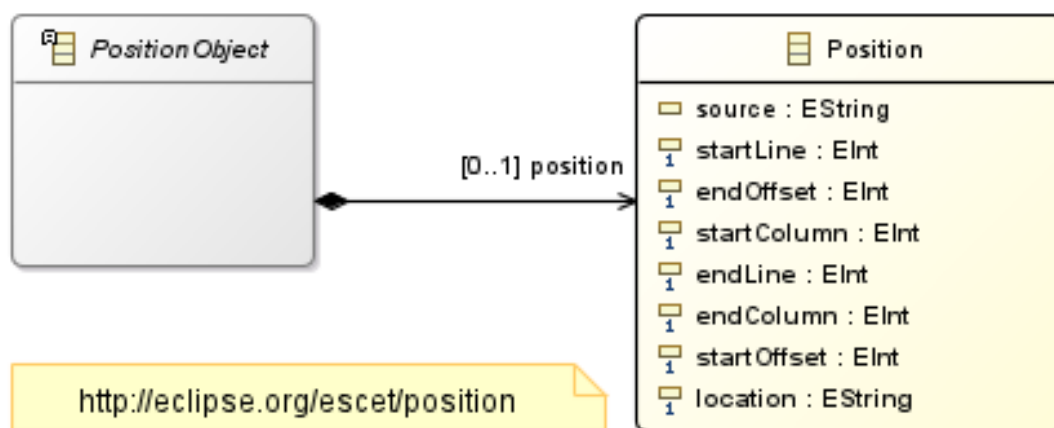 PositionObject
Position
source : EString
startLine : EInt
endOffset : EInt
startColumn : EInt
endLine : EInt
endColumn : EInt
startOffset : EInt
location : EString
[0..1] position
http://eclipse.org/escet/position